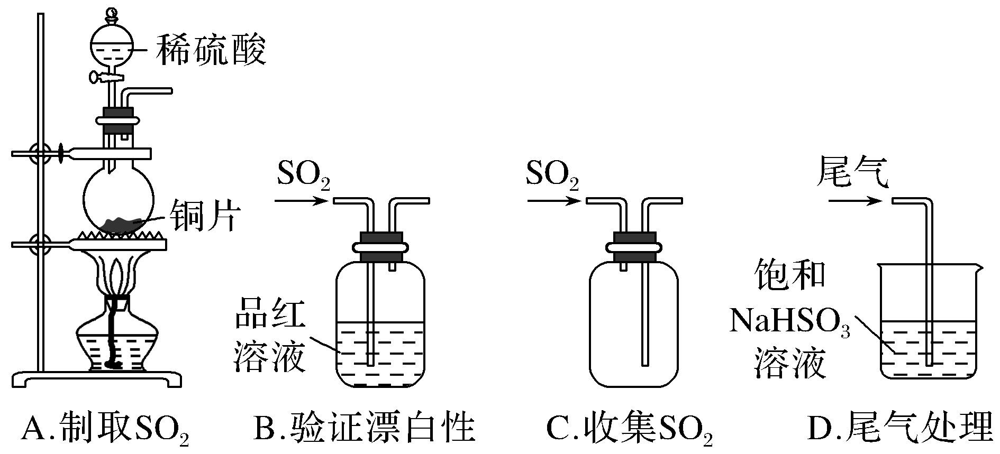 稀硫酸
铜片
A.制取SO₂
SO₂
品红
溶液
B.验证漂白性
SO₂
C.收集SO₂
尾气
饱和
NaHSO₃
溶液
D.尾气处理